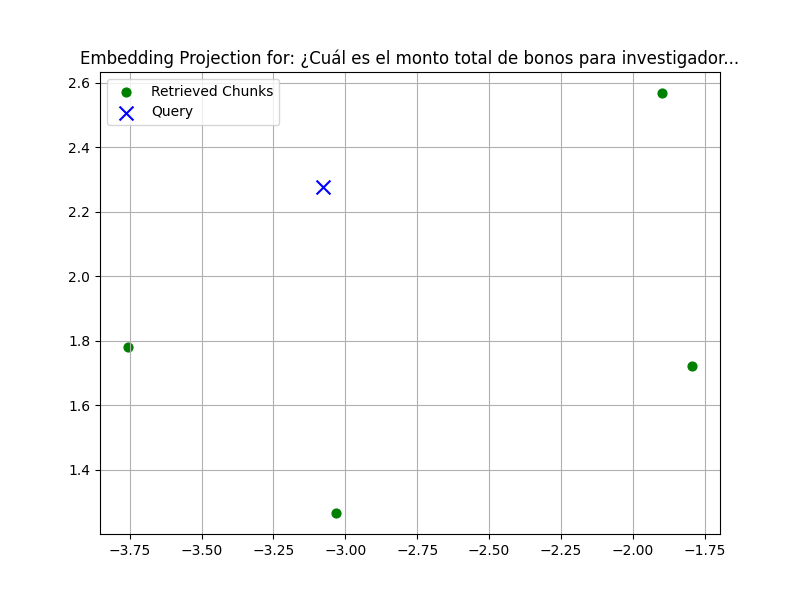 Embedding Projection for: ¿Cuál es el monto total de bonos para investigador...
Retrieved Chunks
Query
2.6
2.4
2.2
2.0
1.8
1.6
1.4
−3.75 −3.50 −3.25 −3.00 −2.75 −2.50 −2.25 −2.00 −1.75